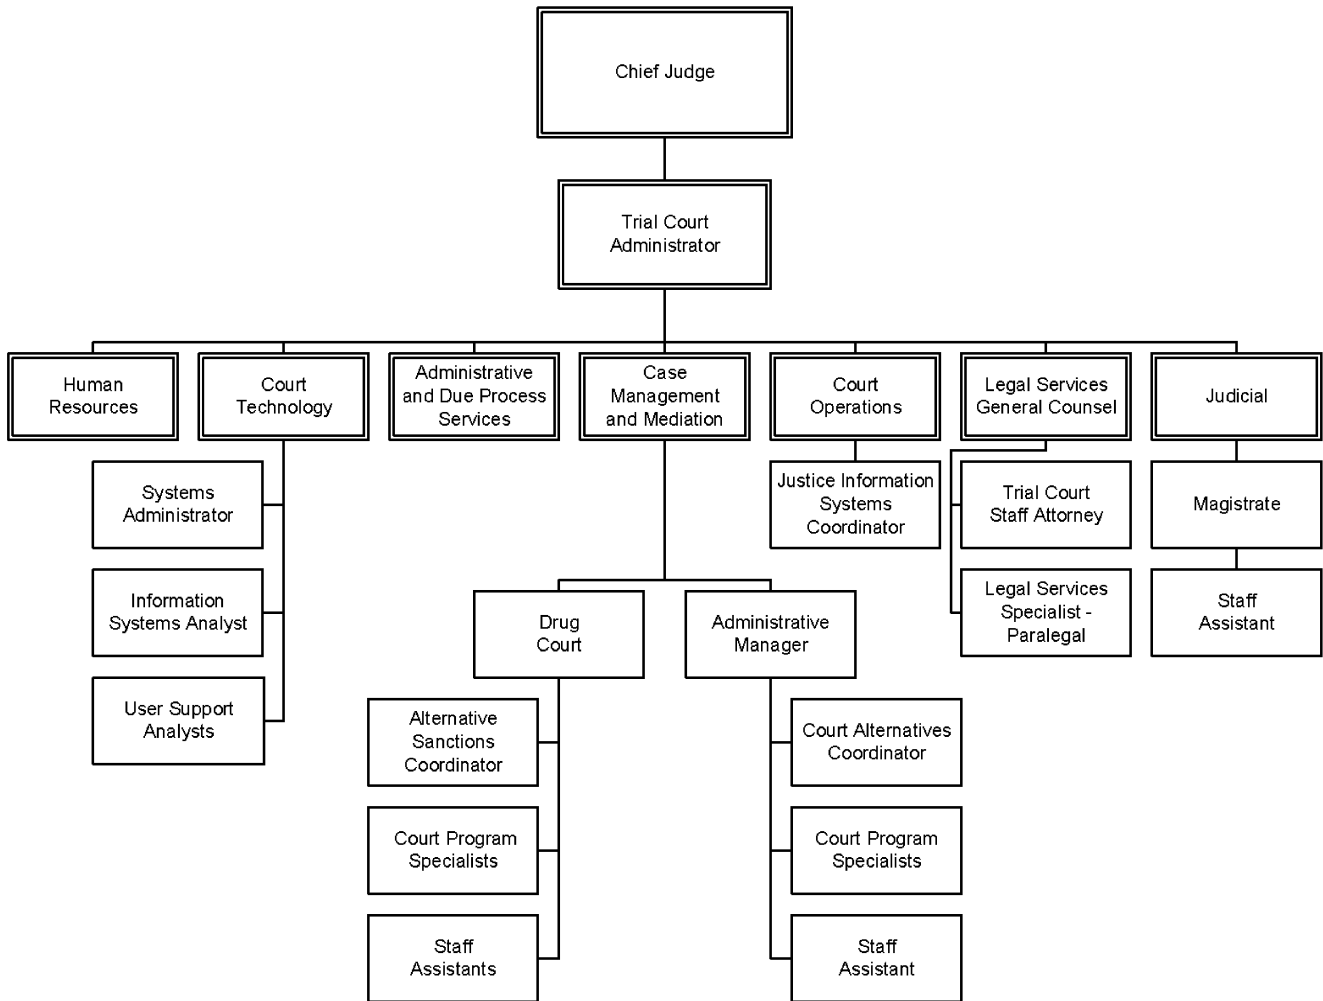 Chief Judge
Trial Court
Administrator
Human
Resources
Court
Technology
Administrative
and Due Process
Services
Case
Management
and Mediation
Court
Operations
Legal Services
General Counsel
Judicial
Systems
Administrator
Information
Systems Analyst
User Support
Analysts
Justice Information
Systems
Coordinator
Trial Court
Staff Attorney
Legal Services
Specialist -
Paralegal
Magistrate
Staff
Assistant
Drug
Court
Administrative
Manager
Alternative
Sanctions
Coordinator
Court Program
Specialists
Staff
Assistants
Court Alternatives
Coordinator
Court Program
Specialists
Staff
Assistant